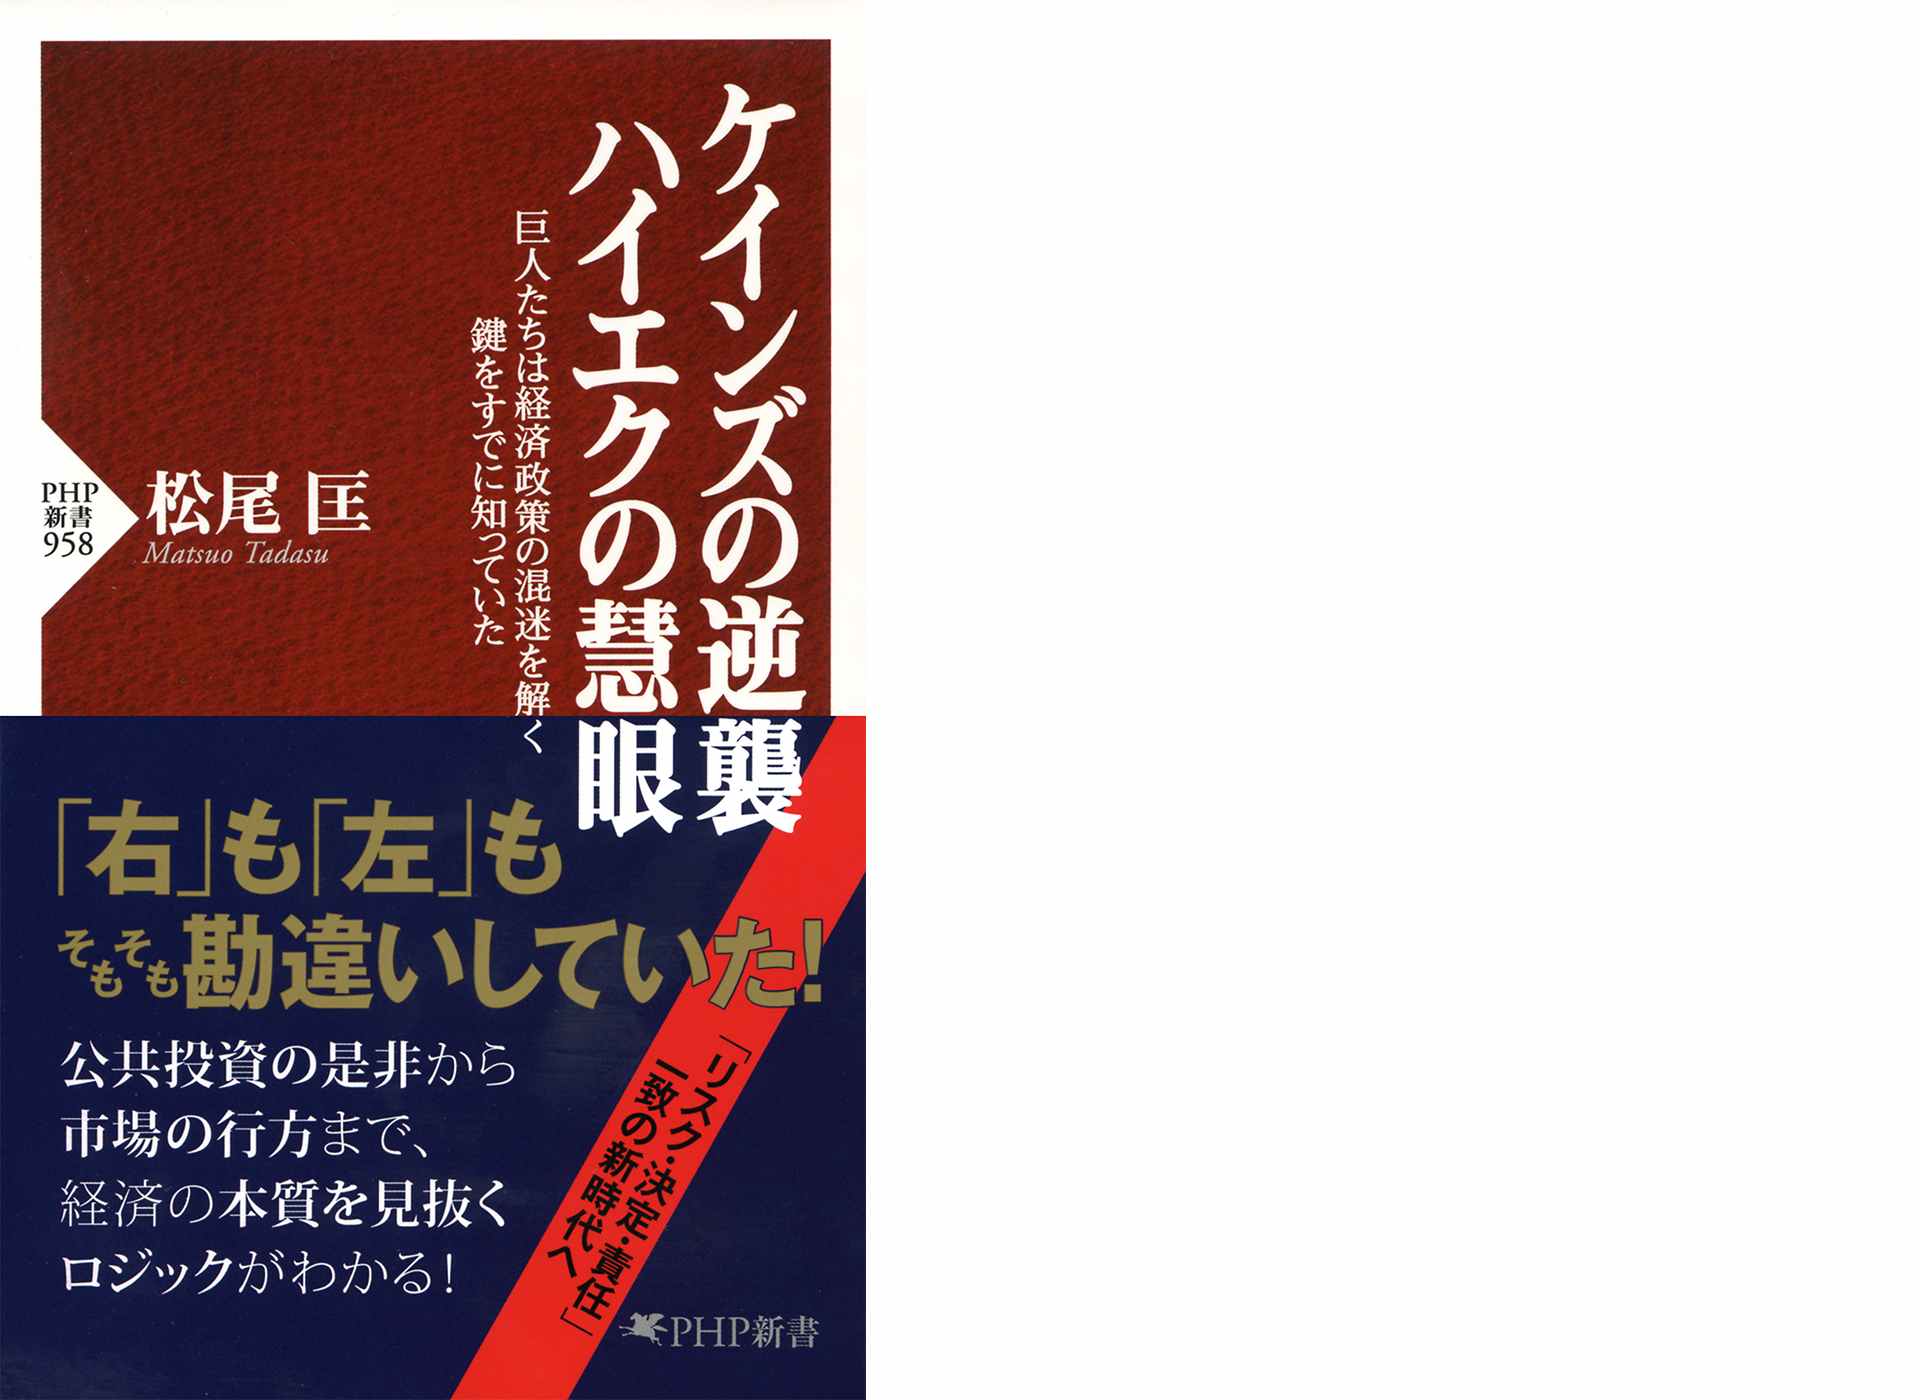 ケインズの逆襲
ハイエクの慧眼
巨人たちは経済政策の混迷を解く
鍵をすでに知っていた
松尾 匡
Matsuo Tadasu
PHP
新書
958
「右」も「左」も
そもそも勘違いしていた!
公共投資の是非から
市場の行方まで、
経済の本質を見抜く
ロジックがわかる!
「リスク・決定・責任
一致の新時代へ」
PHP新書